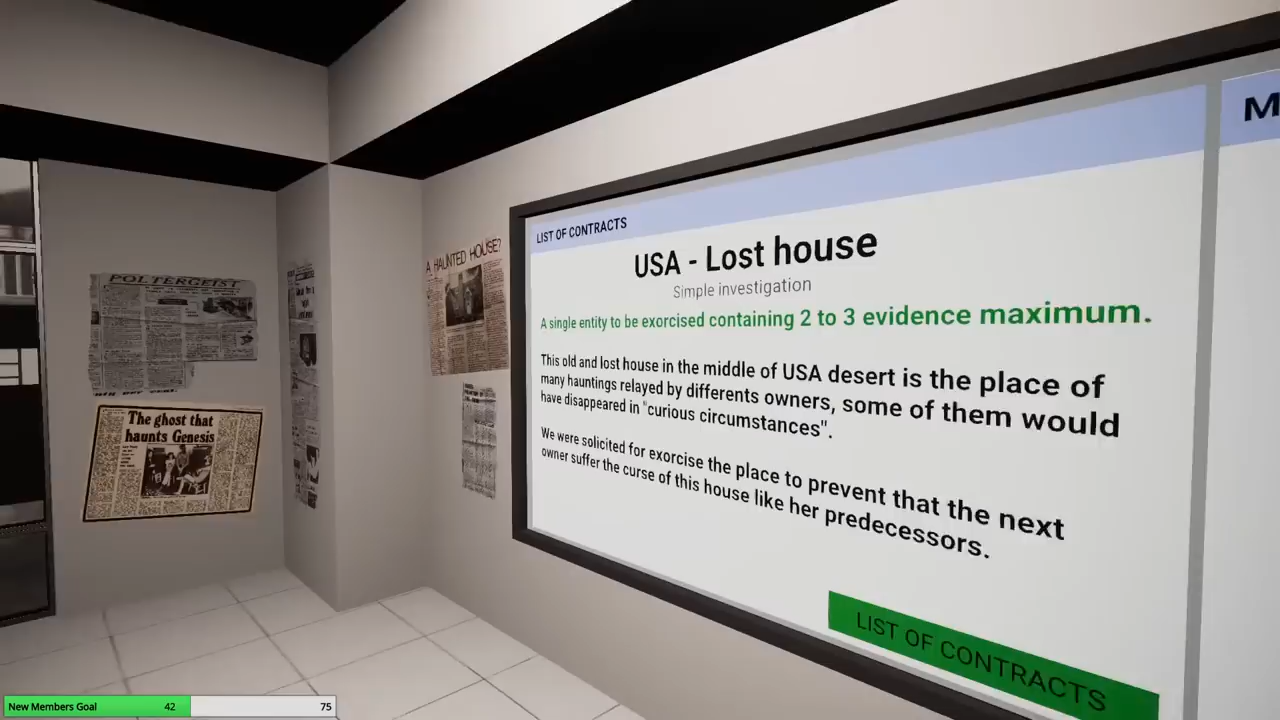 POLTERGEIST
The ghost that
haunts Genesis
A HAUNTED HOUSE?
LIST OF CONTRACTS
USA - Lost house
Simple investigation
A single entity to be exorcised containing 2 to 3 evidence maximum.
This old and lost house in the middle of USA desert is the place of
many hauntings relayed by differents owners, some of them would
have disappeared in "curious circumstances".
We were solicited for exorcise the place to prevent that the next
owner suffer the curse of this house like her predecessors.
LIST OF CONTRACTS
M
New Members Goal 42 75